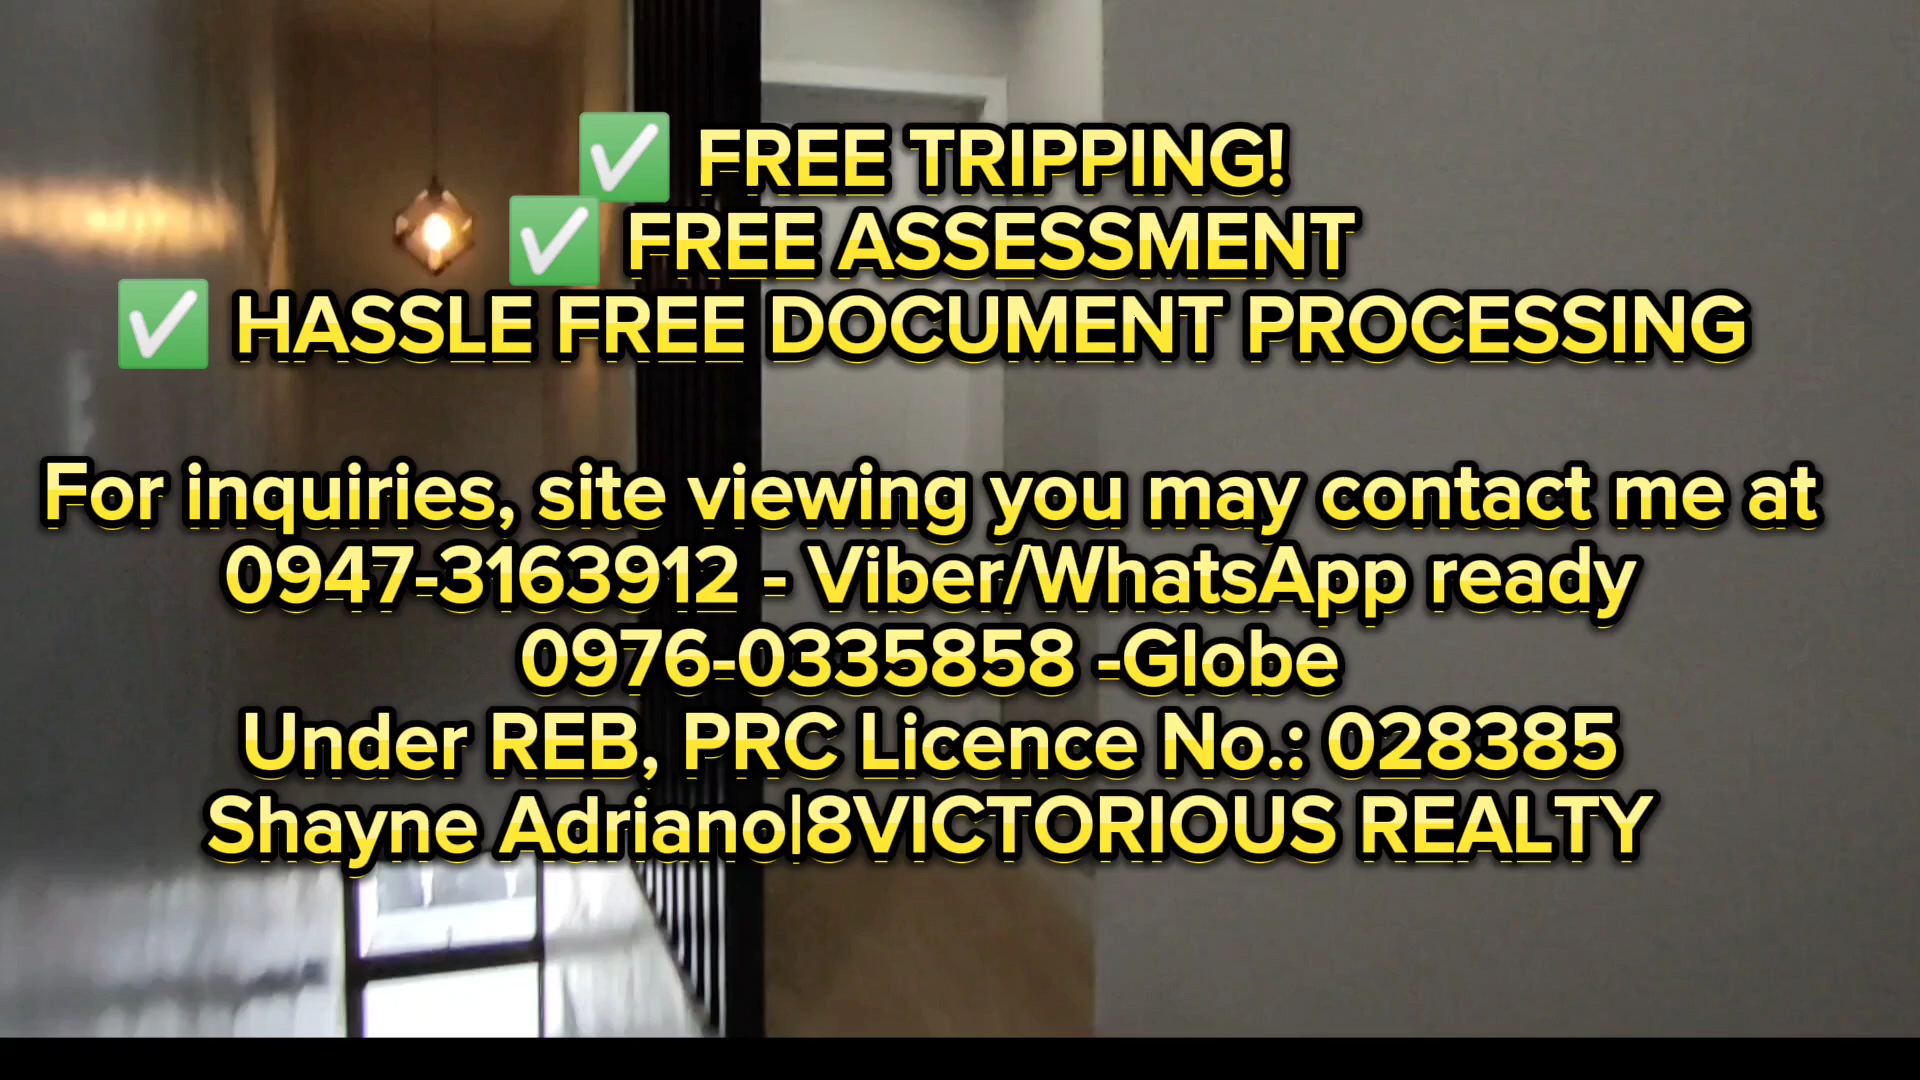 ✅ FREE TRIPPING!
✅ FREE ASSESSMENT
✅ HASSLE FREE DOCUMENT PROCESSING
For inquiries, site viewing you may contact me at
0947-3163912 - Viber/WhatsApp ready
0976-0335858 -Globe
Under REB, PRC Licence No.: 028385
Shayne Adriano|8VICTORIOUS REALTY